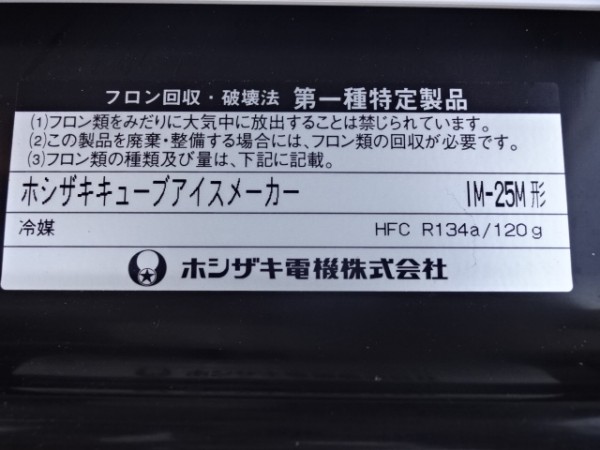 フロン回収・破壊法 第一種特定製品
(1)フロン類をみだりに大気中に放出することは禁じられています。
(2)この製品を廃棄・整備する場合には、フロン類の回収が必要です。
(3)フロン類の種類及び量は、下記に記載。
ホシザキキューブアイスメーカー IM-25M形
冷媒 HFC R134a/120g
ホシザキ電機株式会社